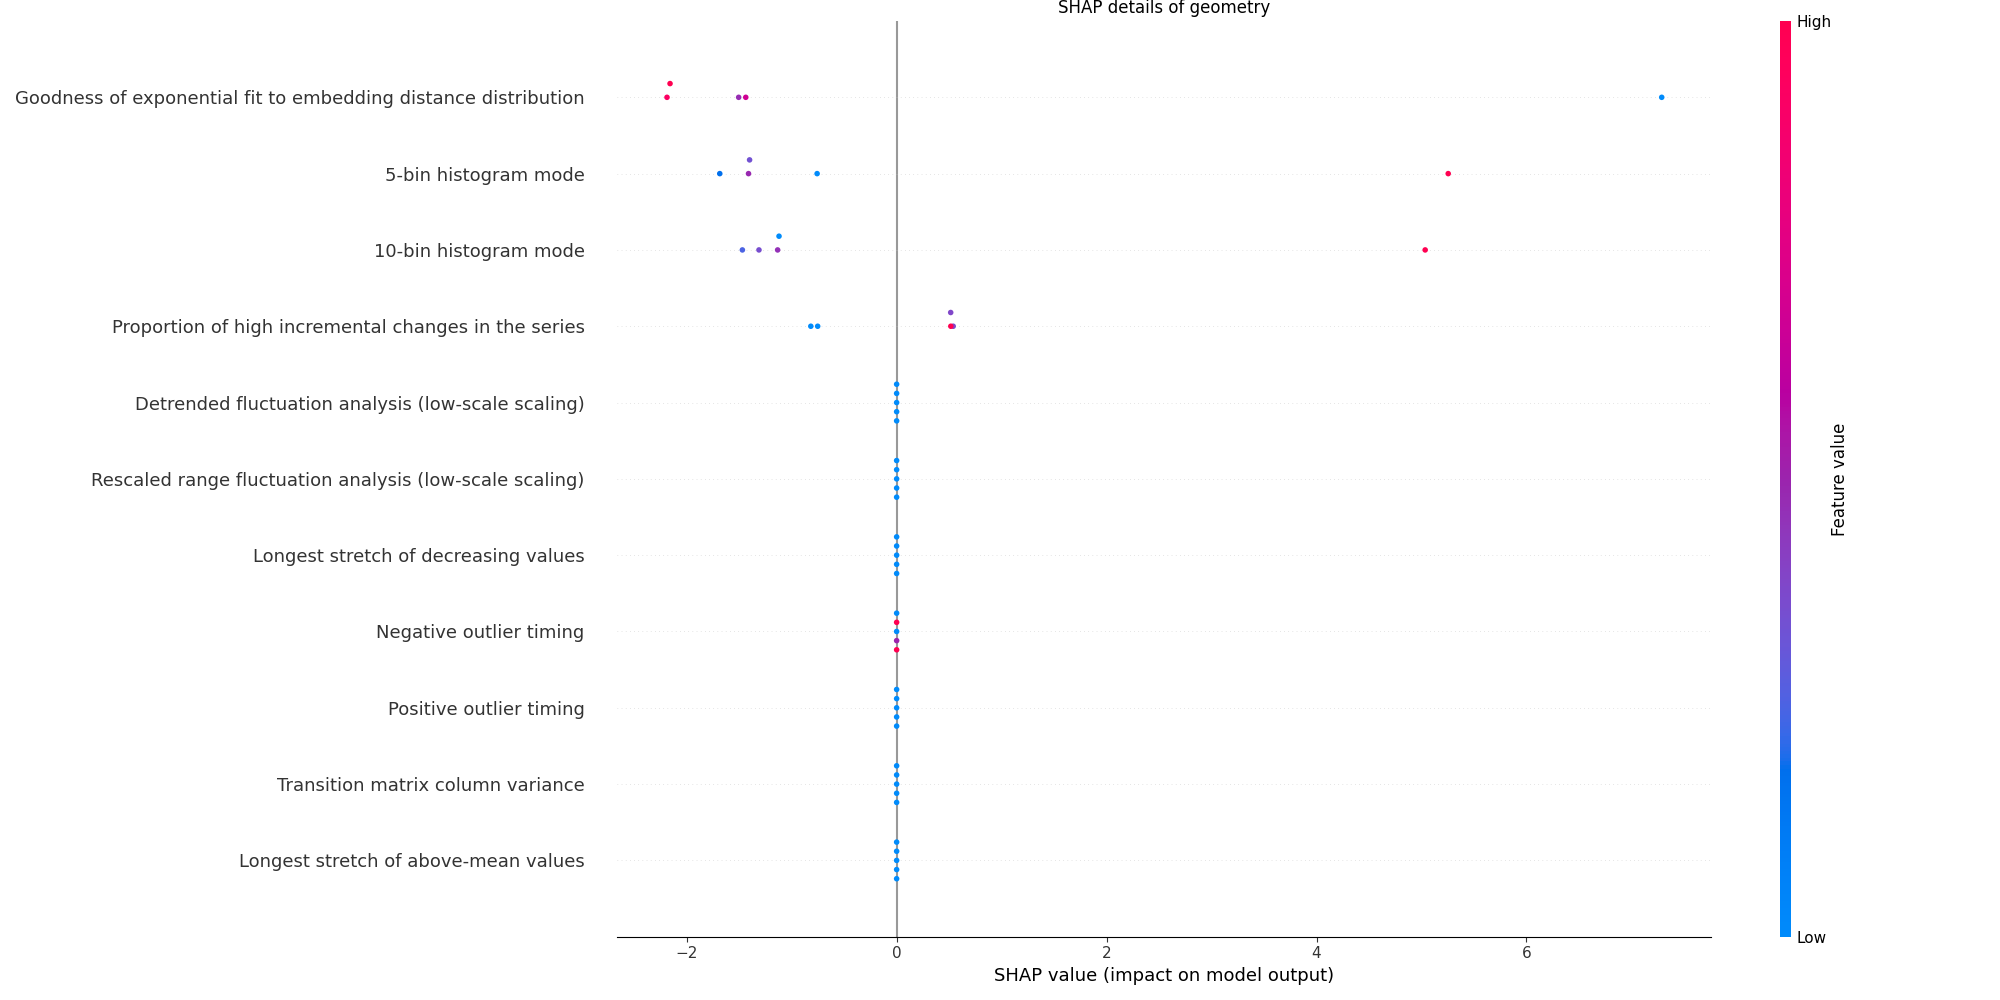 SHAP details of geometry
High
Goodness of exponential fit to embedding distance distribution
5-bin histogram mode
10-bin histogram mode
Proportion of high incremental changes in the series
Detrended fluctuation analysis (low-scale scaling)
Rescaled range fluctuation analysis (low-scale scaling)
Feature value
Longest stretch of decreasing values
Negative outlier timing
Positive outlier timing
Transition matrix column variance
Longest stretch of above-mean values
Low
−2 0 2 4 6
SHAP value (impact on model output)